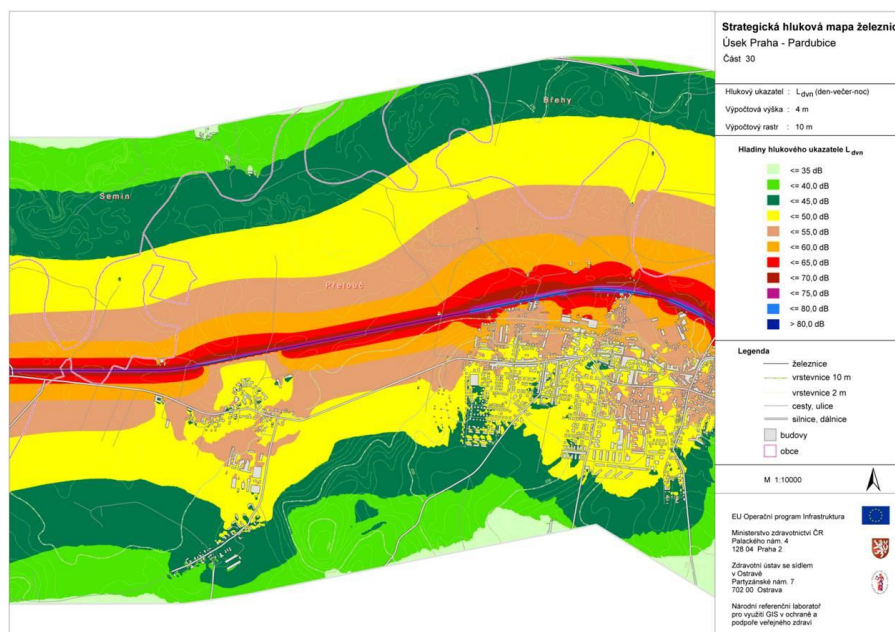 Strategická hluková mapa železnic
Úsek Praha - Pardubice
Část 30
Hlukový ukazatel : Ldvn (den-večer-noc)
Výpočtová výška : 4 m
Výpočtový rastr : 10 m
Hladiny hlukového ukazatele Ldvn
<= 35 dB
<= 40,0 dB
<= 45,0 dB
<= 50,0 dB
<= 55,0 dB
<= 60,0 dB
<= 65,0 dB
<= 70,0 dB
<= 75,0 dB
<= 80,0 dB
> 80,0 dB
Legenda
železnice
vrstevnice 10 m
vrstevnice 2 m
cesty, ulice
silnice, dálnice
budovy
obce
M 1:10000
EU Operační program Infrastruktura
Ministerstvo zdravotnictví ČR
Palackého nám. 4
128 04 Praha 2
Zdravotní ústav se sídlem
v Ostravě
Partyzánské nám. 7
702 00 Ostrava
Národní referenční laboratoř
pro využití GIS v ochraně a
podpoře veřejného zdraví
Břehy
Semín
Přelouč